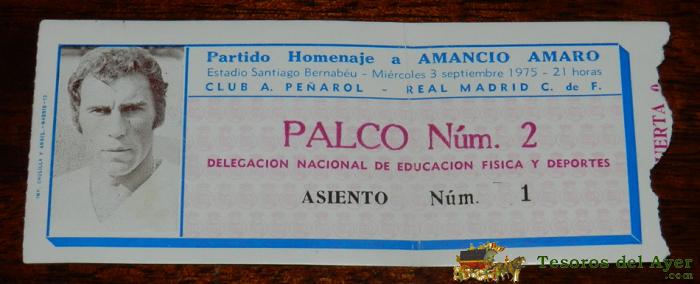 Partido Homenaje a AMANCIO AMARO
Estadio Santiago Bernabéu - Miércoles 3 septiembre 1975 - 21 horas
CLUB A. PEÑAROL - REAL MADRID C. de F.
PALCO Núm. 2
DELEGACION NACIONAL DE EDUCACION FISICA Y DEPORTES
ASIENTO Núm. 1
Tesoros del Ayer
.com